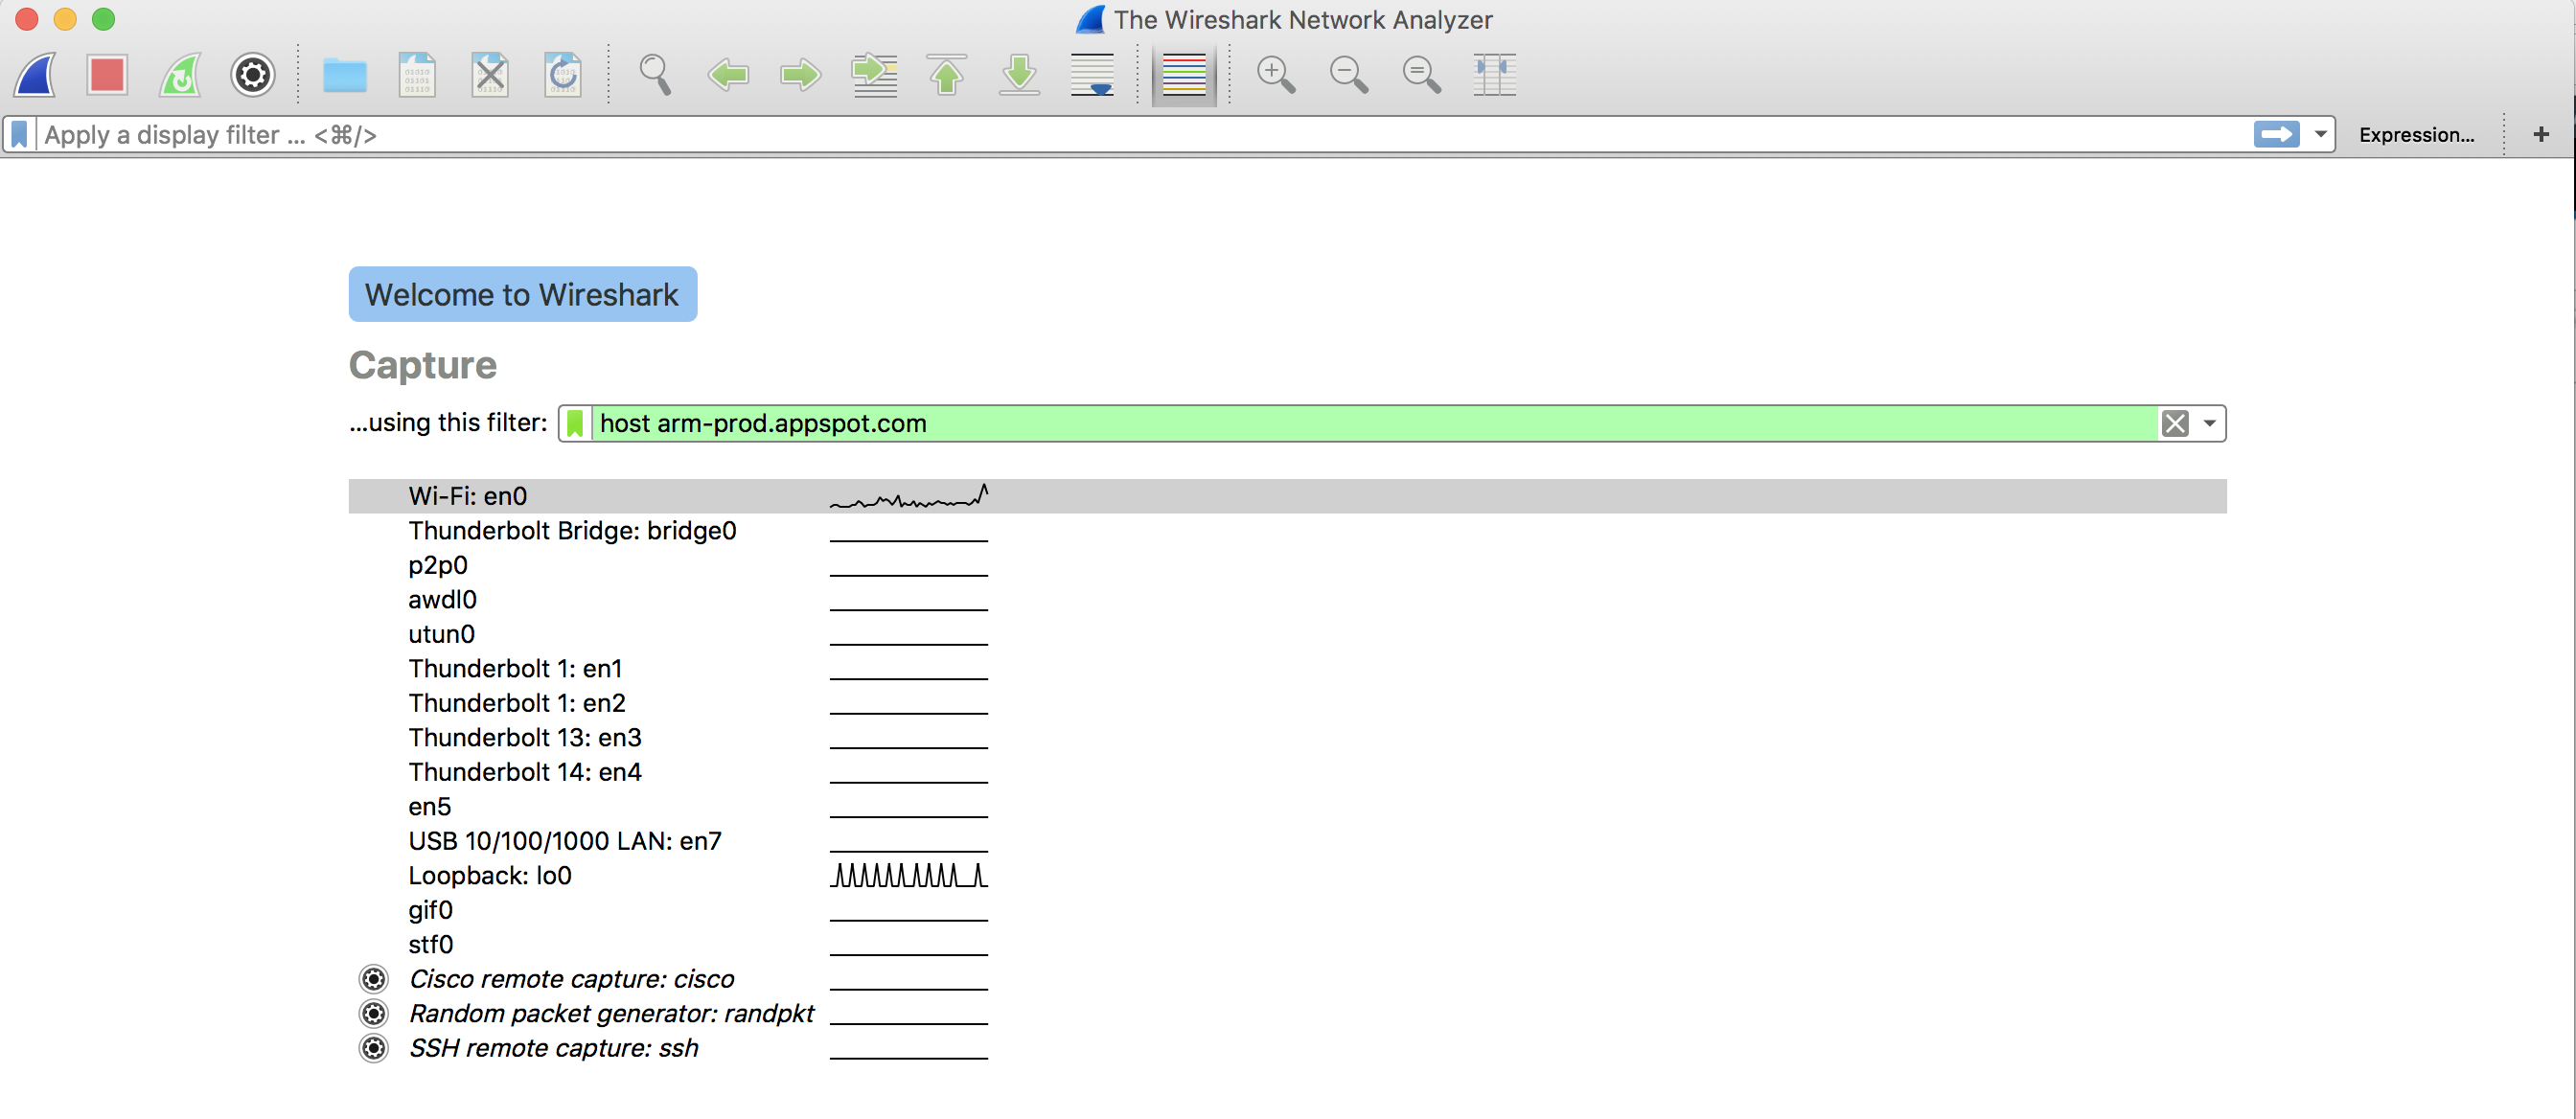 The Wireshark Network Analyzer
Apply a display filter ... <⌘/>
Expression...
+
Welcome to Wireshark
Capture
...using this filter:
host arm-prod.appspot.com
Wi-Fi: en0
Thunderbolt Bridge: bridge0
p2p0
awdl0
utun0
Thunderbolt 1: en1
Thunderbolt 1: en2
Thunderbolt 13: en3
Thunderbolt 14: en4
en5
USB 10/100/1000 LAN: en7
Loopback: lo0
gif0
stf0
Cisco remote capture: cisco
Random packet generator: randpkt
SSH remote capture: ssh